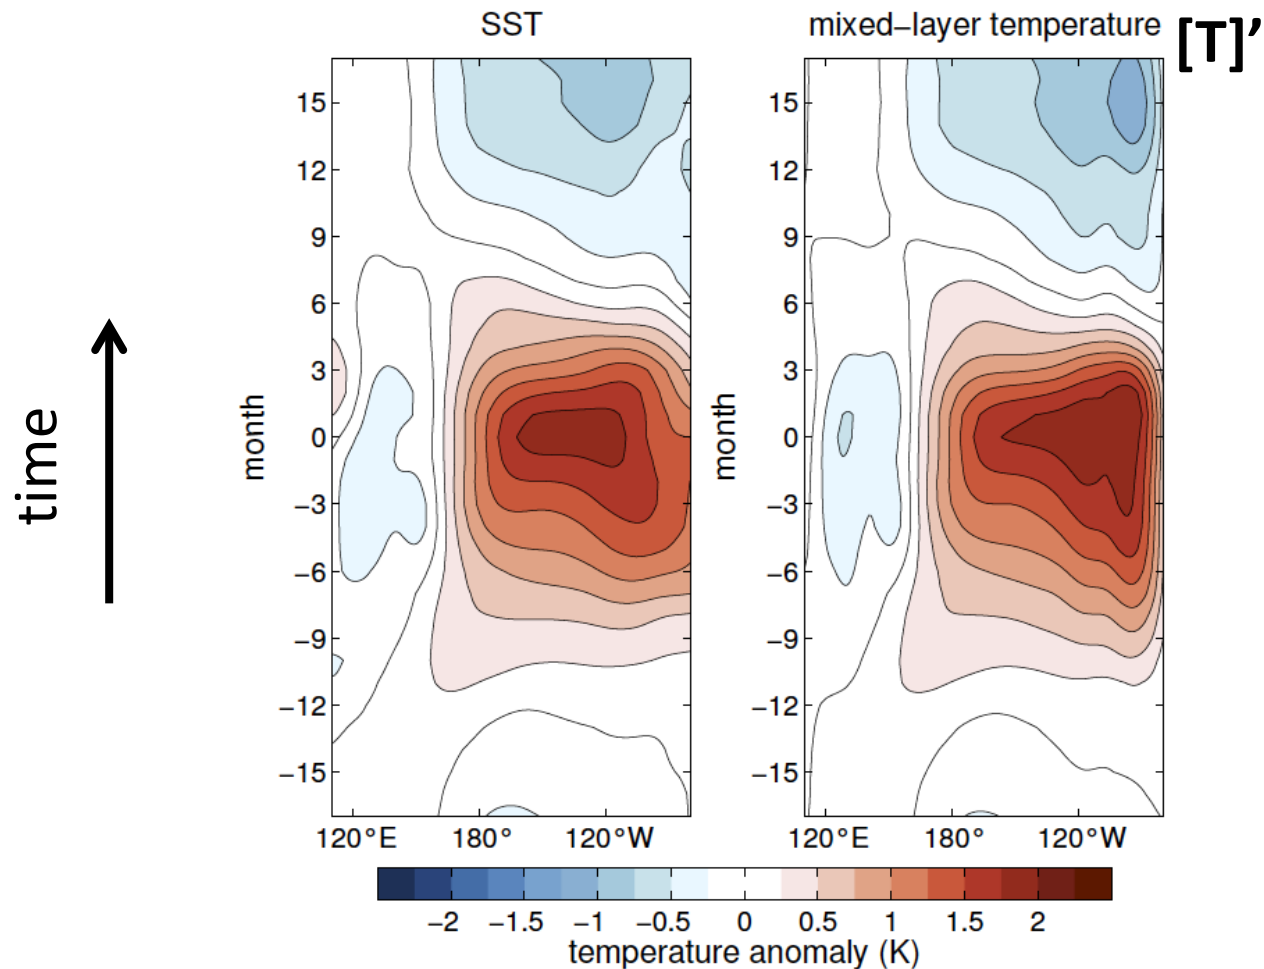 SST
mixed−layer temperature
[T]’
time
month
15
12
9
6
3
0
−3
−6
−9
−12
−15
120°E 180° 120°W
month
15
12
9
6
3
0
−3
−6
−9
−12
−15
120°E 180° 120°W
−2 −1.5 −1 −0.5 0 0.5 1 1.5 2
temperature anomaly (K)